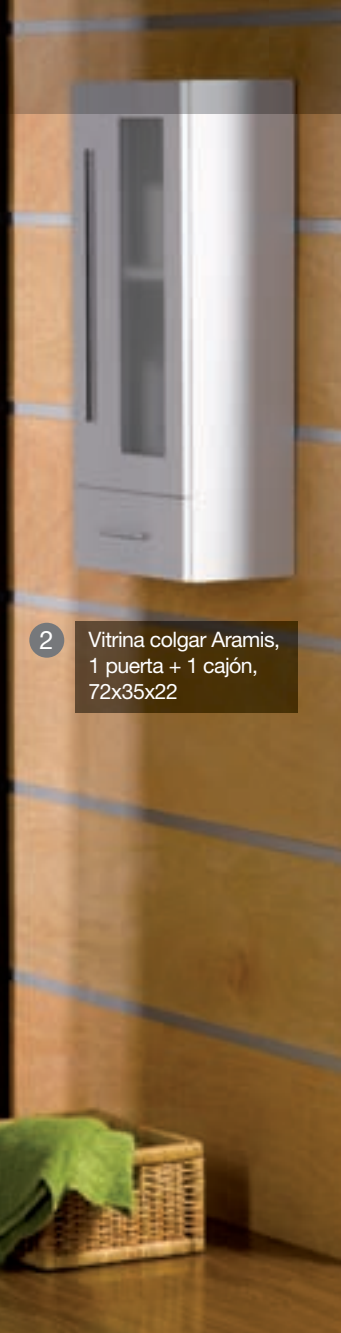 2
Vitrina colgar Aramis,
1 puerta + 1 cajón,
72x35x22